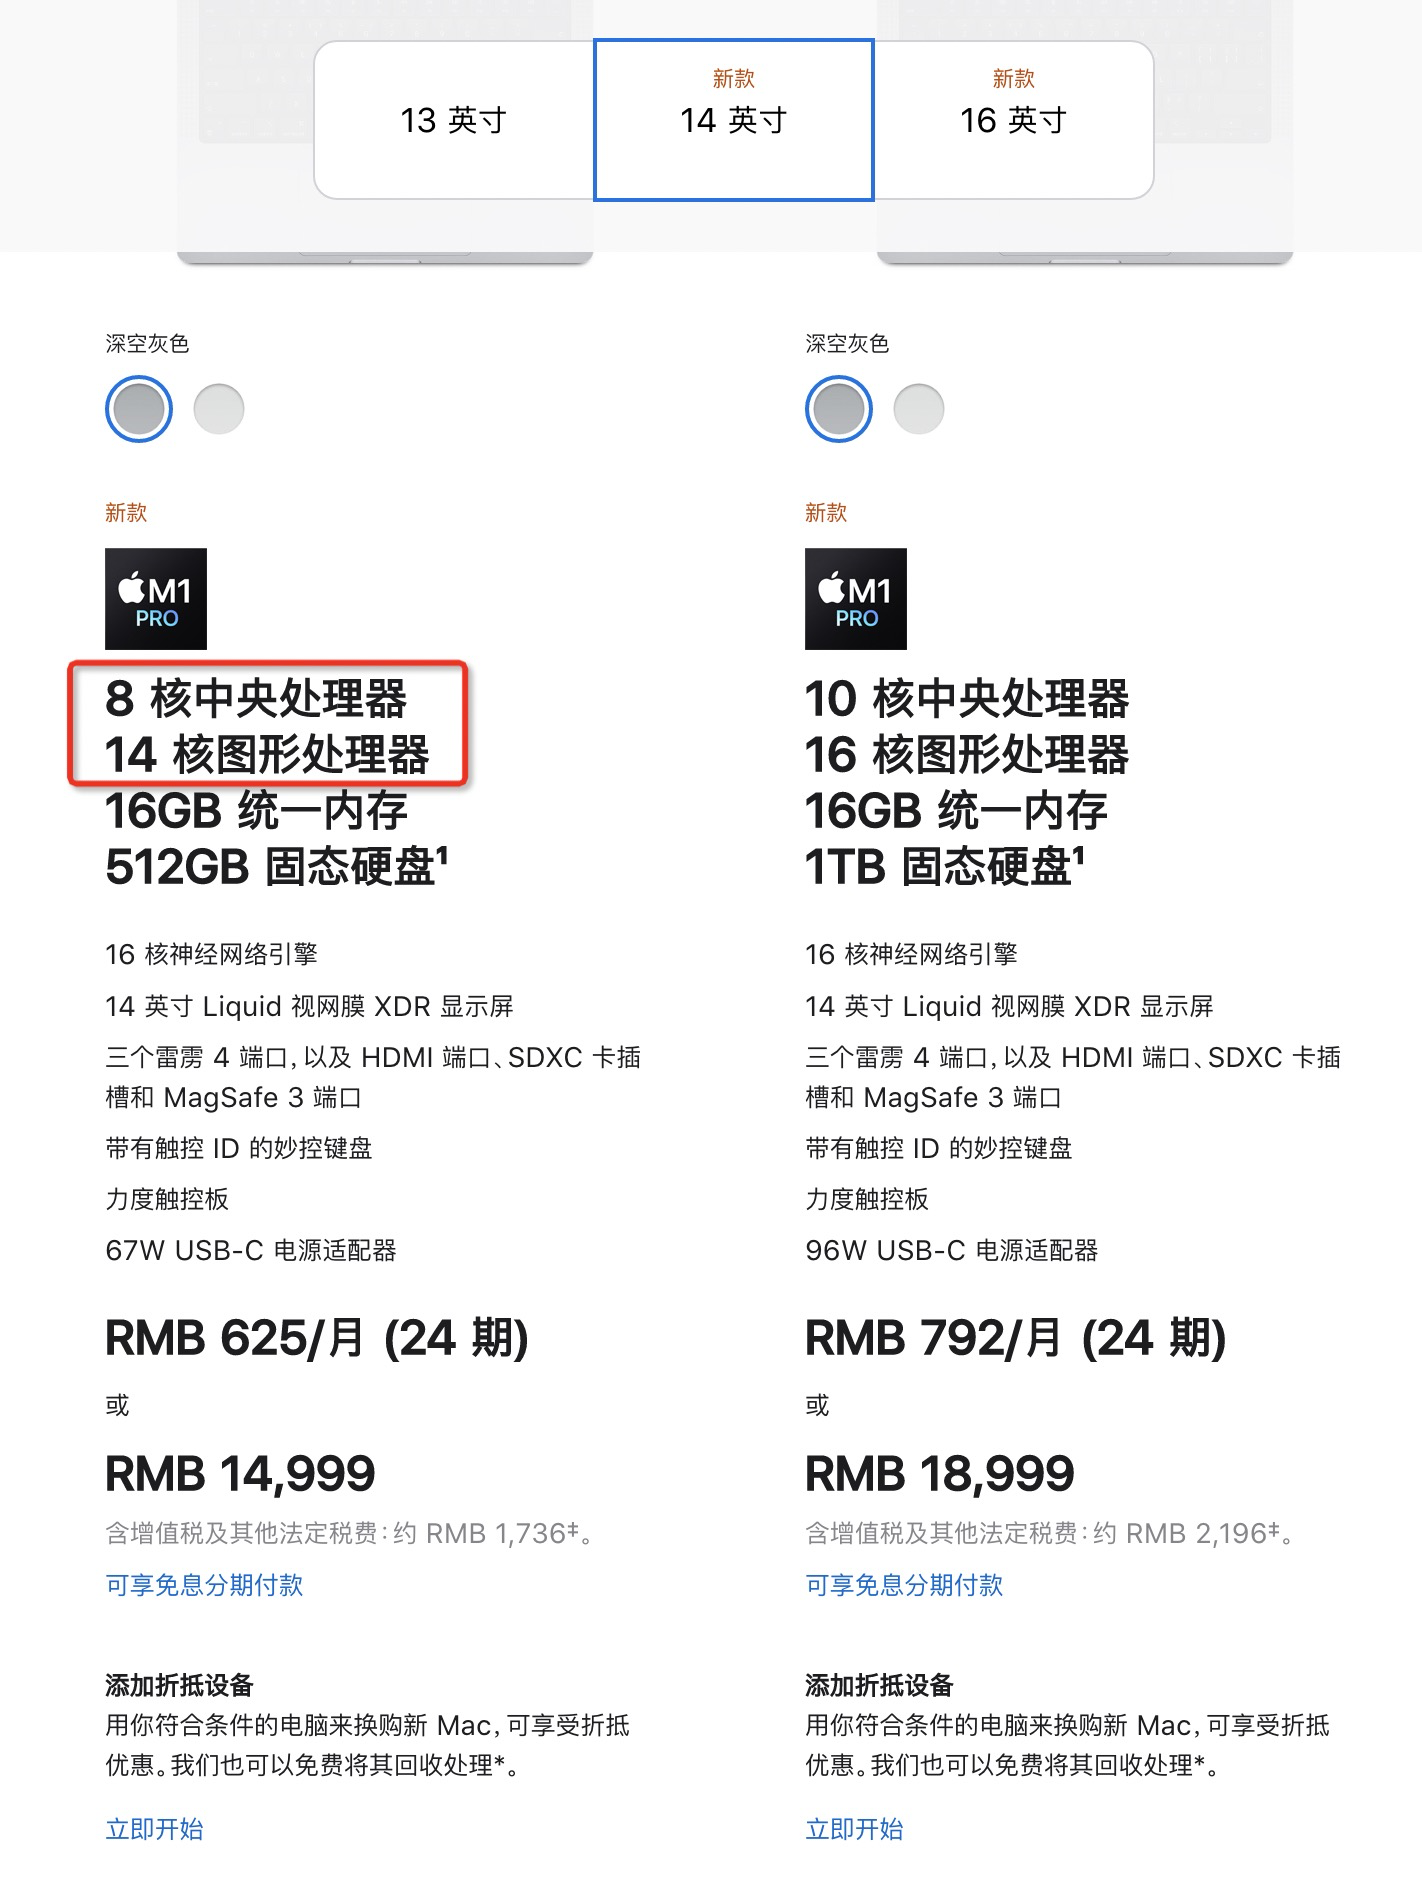 13 英寸
新款
14 英寸
新款
16 英寸
深空灰色
新款
M1
PRO
8 核中央处理器
14 核图形处理器
16GB 统一内存
512GB 固态硬盘¹
16 核神经网络引擎
14 英寸 Liquid 视网膜 XDR 显示屏
三个雷雳 4 端口，以及 HDMI 端口、SDXC 卡插
槽和 MagSafe 3 端口
带有触控 ID 的妙控键盘
力度触控板
67W USB-C 电源适配器
RMB 625/月 (24 期)
或
RMB 14,999
含增值税及其他法定税费：约 RMB 1,736‡。
可享免息分期付款
添加折抵设备
用你符合条件的电脑来换购新 Mac，可享受折抵
优惠。我们也可以免费将其回收处理*。
立即开始
深空灰色
新款
M1
PRO
10 核中央处理器
16 核图形处理器
16GB 统一内存
1TB 固态硬盘¹
16 核神经网络引擎
14 英寸 Liquid 视网膜 XDR 显示屏
三个雷雳 4 端口，以及 HDMI 端口、SDXC 卡插
槽和 MagSafe 3 端口
带有触控 ID 的妙控键盘
力度触控板
96W USB-C 电源适配器
RMB 792/月 (24 期)
或
RMB 18,999
含增值税及其他法定税费：约 RMB 2,196‡。
可享免息分期付款
添加折抵设备
用你符合条件的电脑来换购新 Mac，可享受折抵
优惠。我们也可以免费将其回收处理*。
立即开始